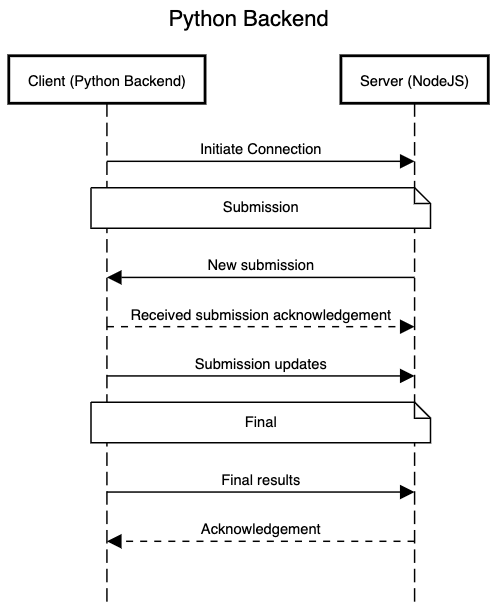 Python Backend
Client (Python Backend)
Server (NodeJS)
Initiate Connection
Submission
New submission
Received submission acknowledgement
Submission updates
Final
Final results
Acknowledgement